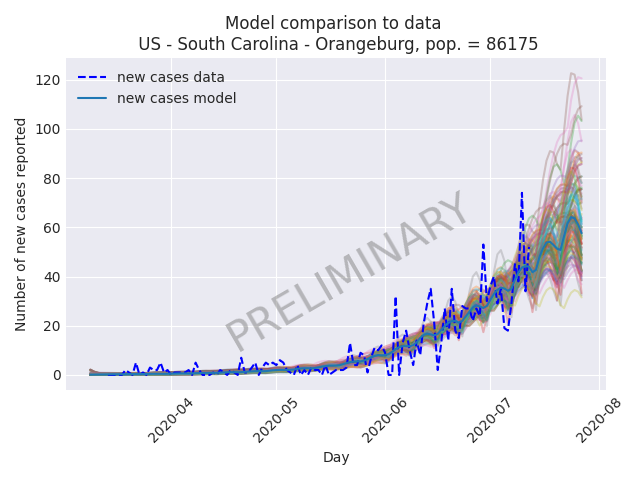 Model comparison to data
US - South Carolina - Orangeburg, pop. = 86175
new cases data
new cases model
PRELIMINARY
Number of new cases reported
120
100
80
60
40
20
0
2020-04
2020-05
2020-06
2020-07
2020-08
Day